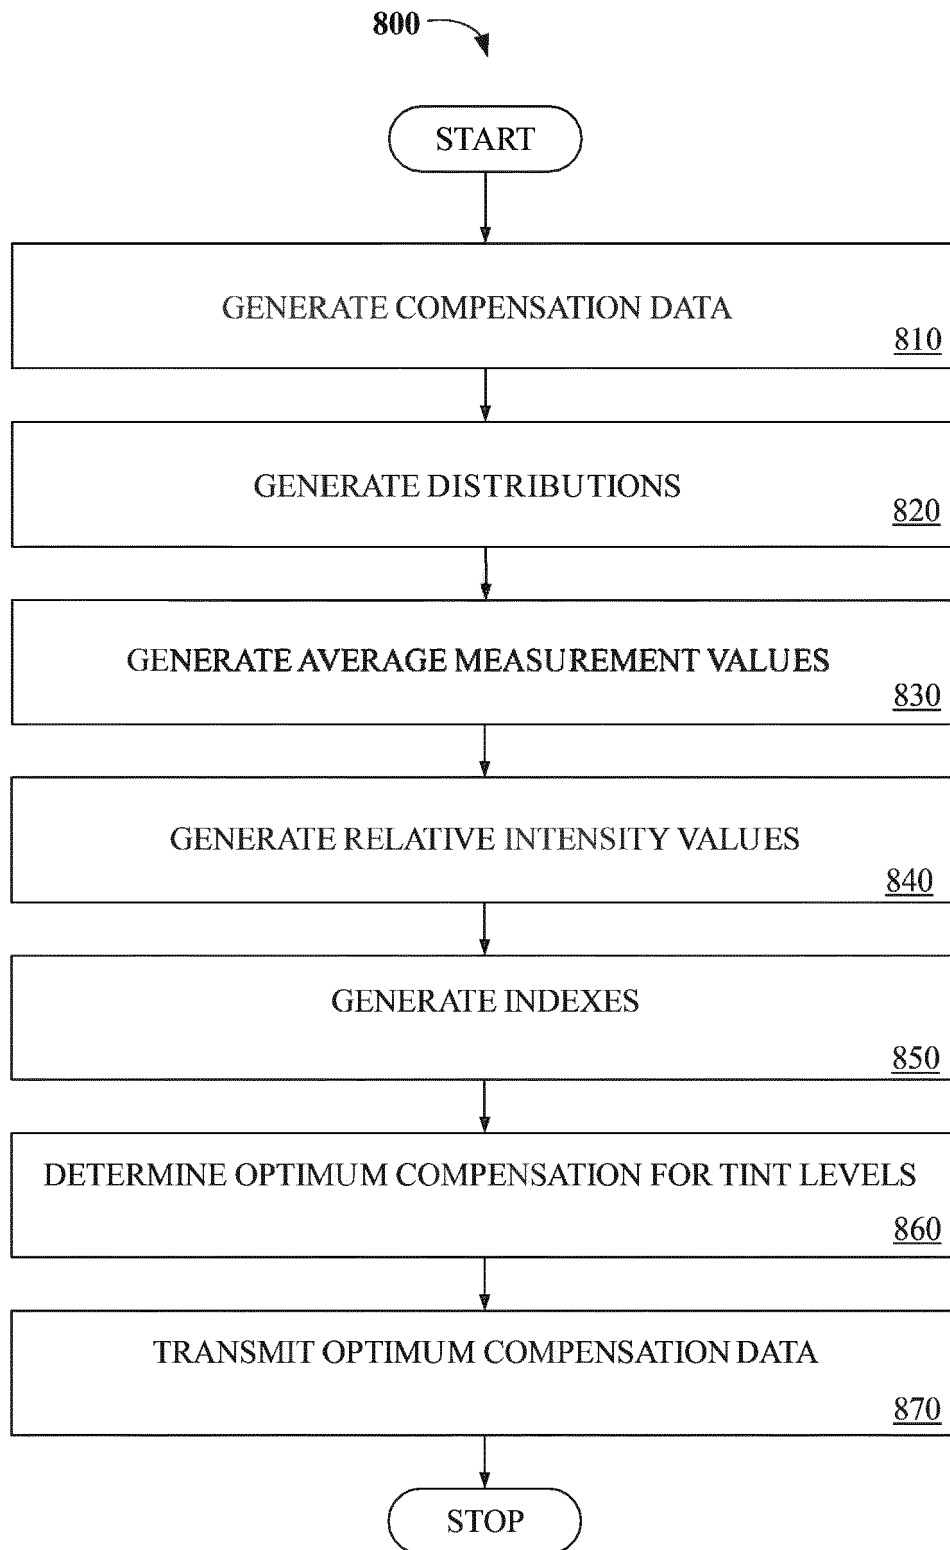 800
START
GENERATE COMPENSATION DATA
810
GENERATE DISTRIBUTIONS
820
GENERATE AVERAGE MEASUREMENT VALUES
830
GENERATE RELATIVE INTENSITY VALUES
840
GENERATE INDEXES
850
DETERMINE OPTIMUM COMPENSATION FOR TINT LEVELS
860
TRANSMIT OPTIMUM COMPENSATION DATA
870
STOP